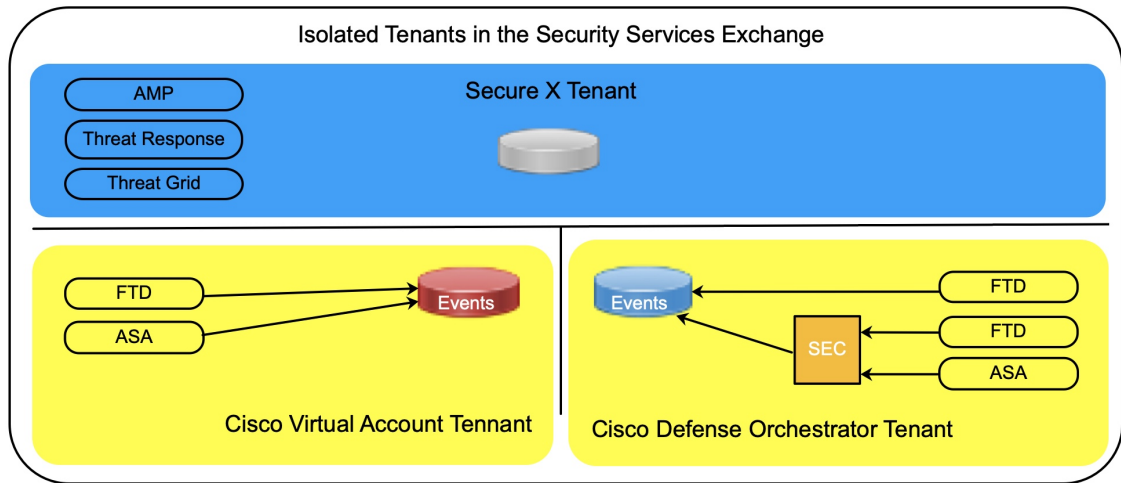 Isolated Tenants in the Security Services Exchange
Secure X Tenant
AMP
Threat Response
Threat Grid
FTD
ASA
Events
Cisco Virtual Account Tennant
Events
SEC
FTD
FTD
ASA
Cisco Defense Orchestrator Tenant